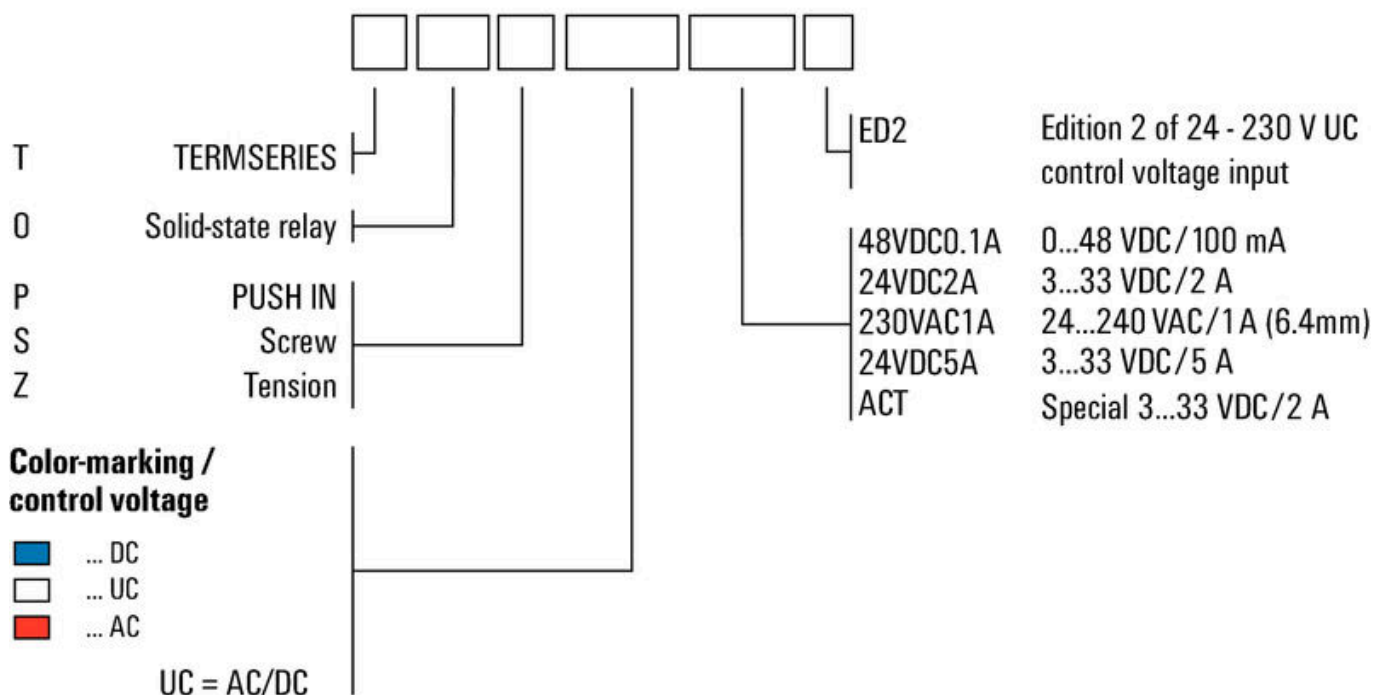 T TERMSERIES
O Solid-state relay
P PUSH IN
S Screw
Z Tension
Color-marking /
control voltage
... DC
... UC
... AC
UC = AC/DC
ED2 Edition 2 of 24 - 230 V UC
control voltage input
48VDC0.1A 0...48 VDC/100 mA
24VDC2A 3...33 VDC/2 A
230VAC1A 24...240 VAC/1A (6.4mm)
24VDC5A 3...33 VDC/5 A
ACT Special 3...33 VDC/2 A